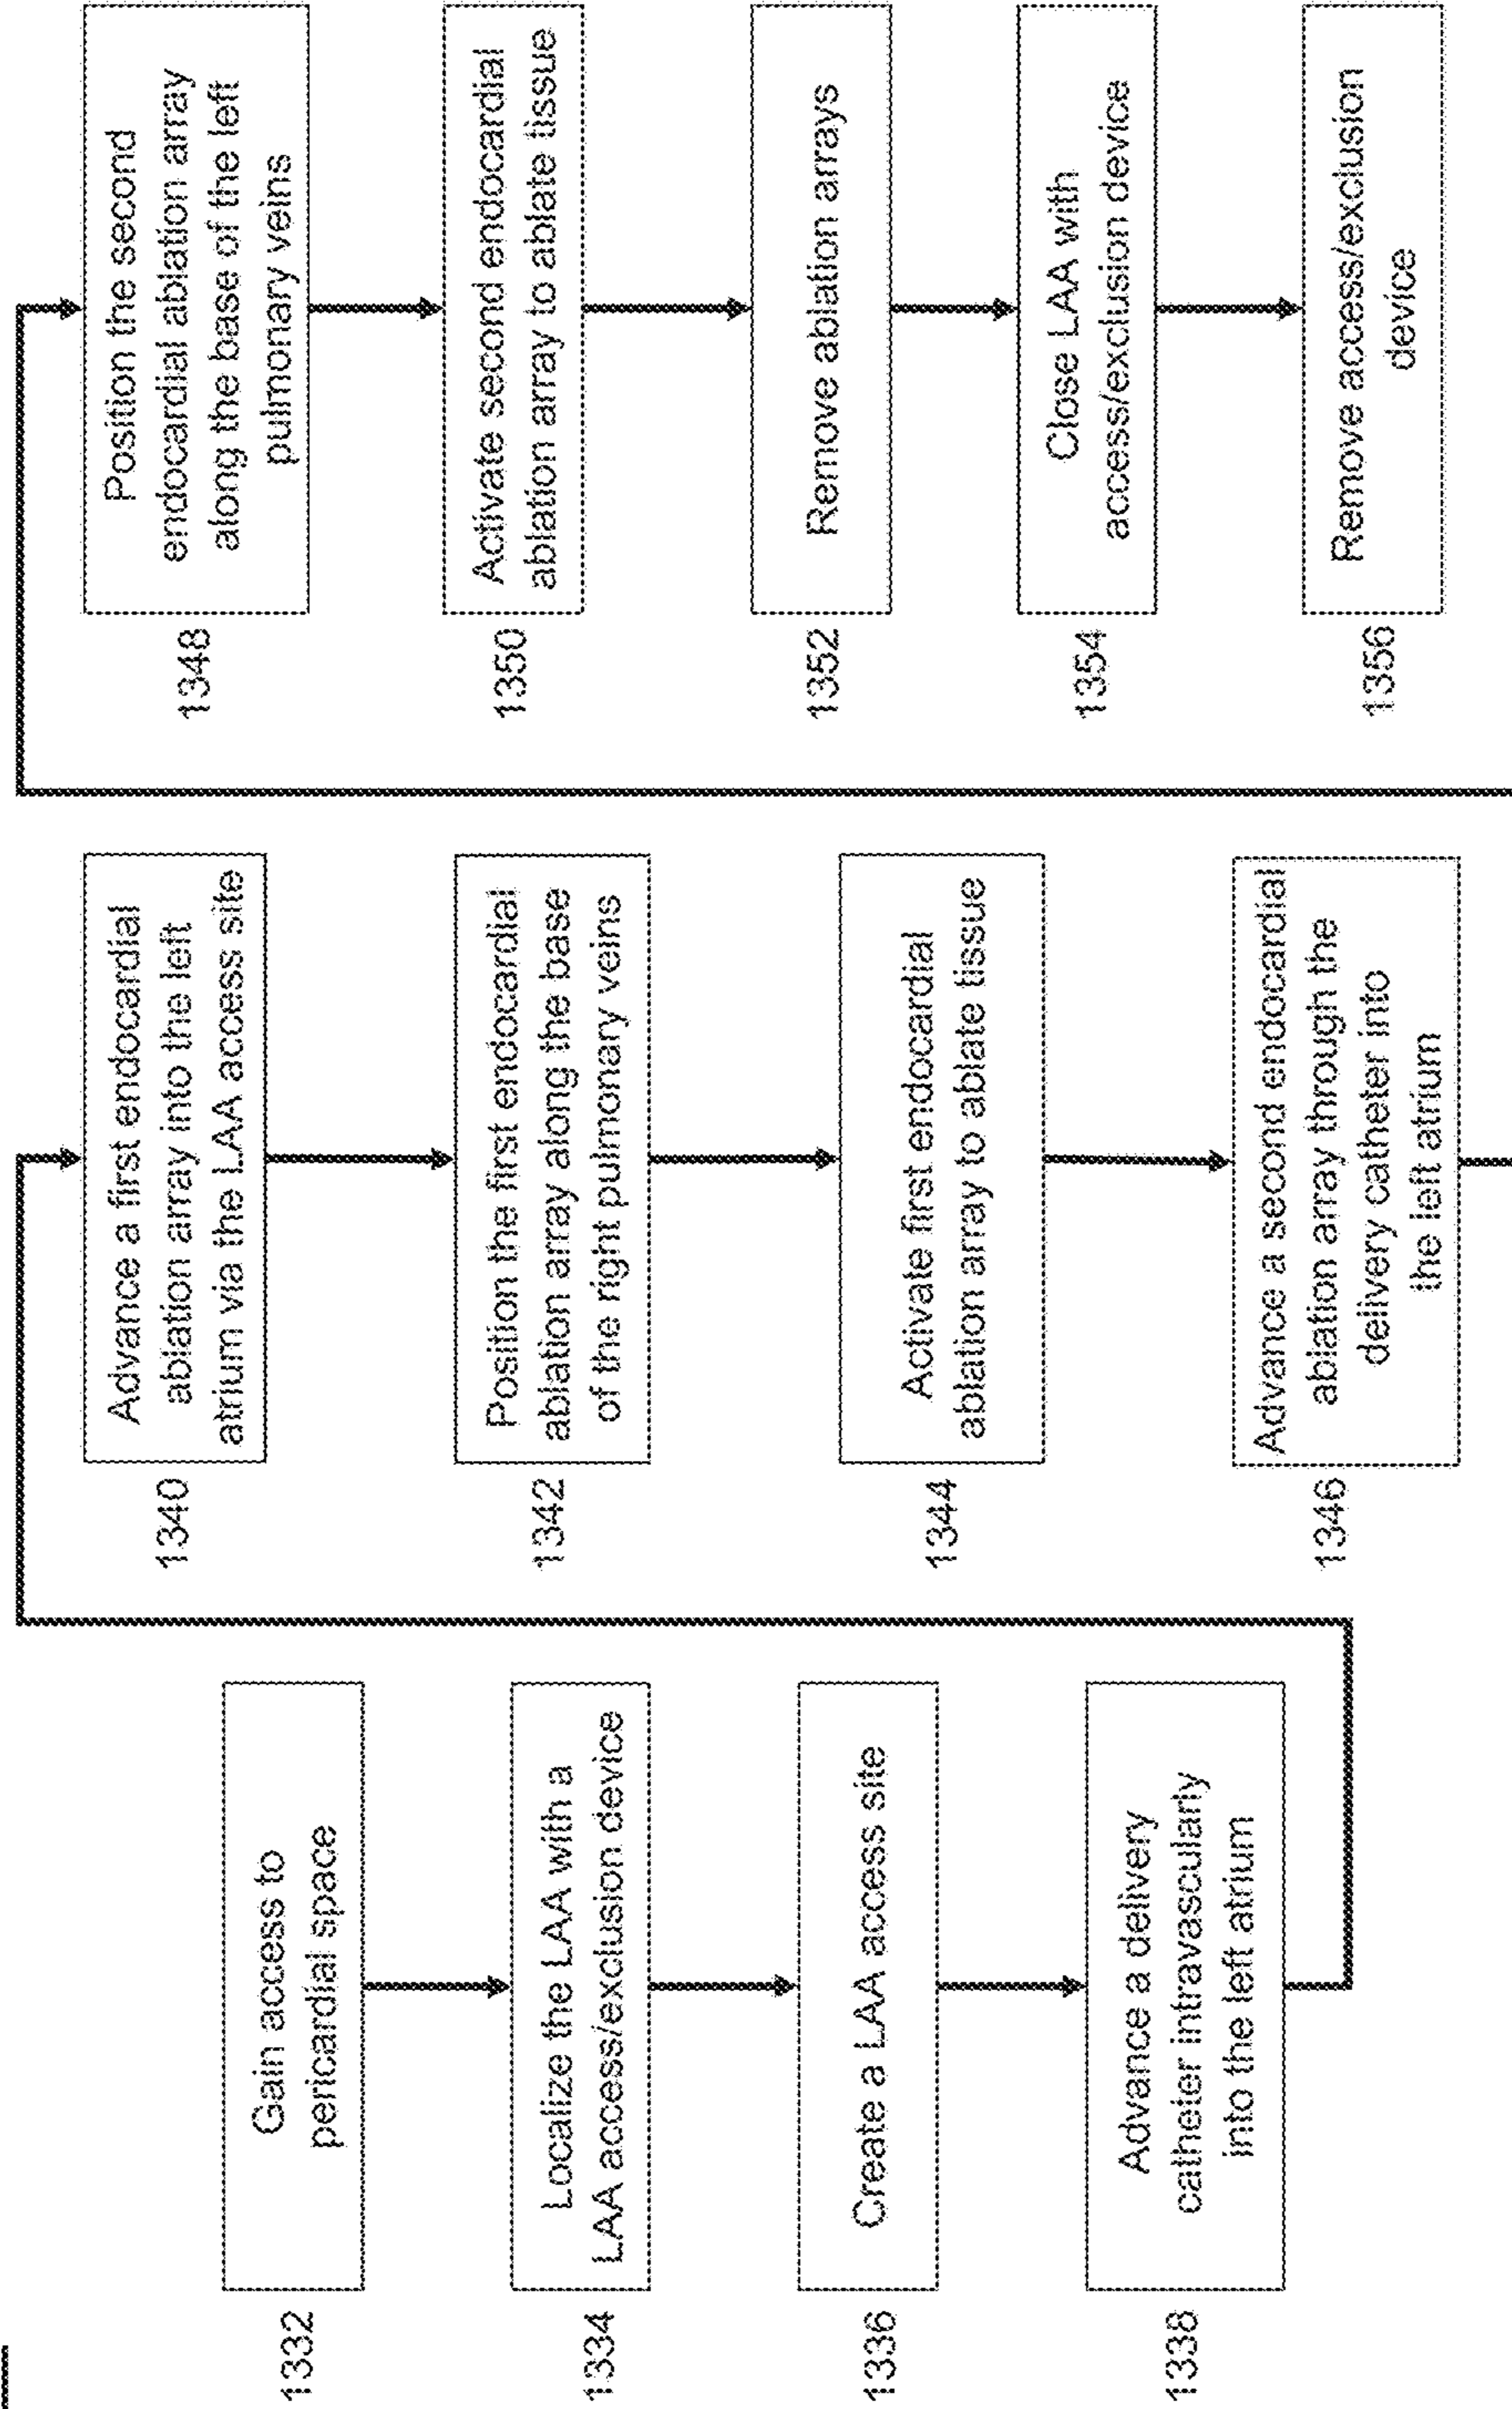 1332
Gain access to
pericardial space
1334
Localize the LAA with a
LAA access/exclusion device
1336
Create a LAA access site
1338
Advance a delivery
catheter intravascularly
into the left atrium
1340
Advance a first endocardial
ablation array into the left
atrium via the LAA access site
1342
Position the first endocardial
ablation array along the base
of the right pulmonary veins
1344
Activate first endocardial
ablation array to ablate tissue
1346
Advance a second endocardial
ablation array through the
delivery catheter into
the left atrium
1348
Position the second
endocardial ablation array
along the base of the left
pulmonary veins
1350
Activate second endocardial
ablation array to ablate tissue
1352
Remove ablation arrays
1354
Close LAA with
access/exclusion device
1356
Remove access/exclusion
device